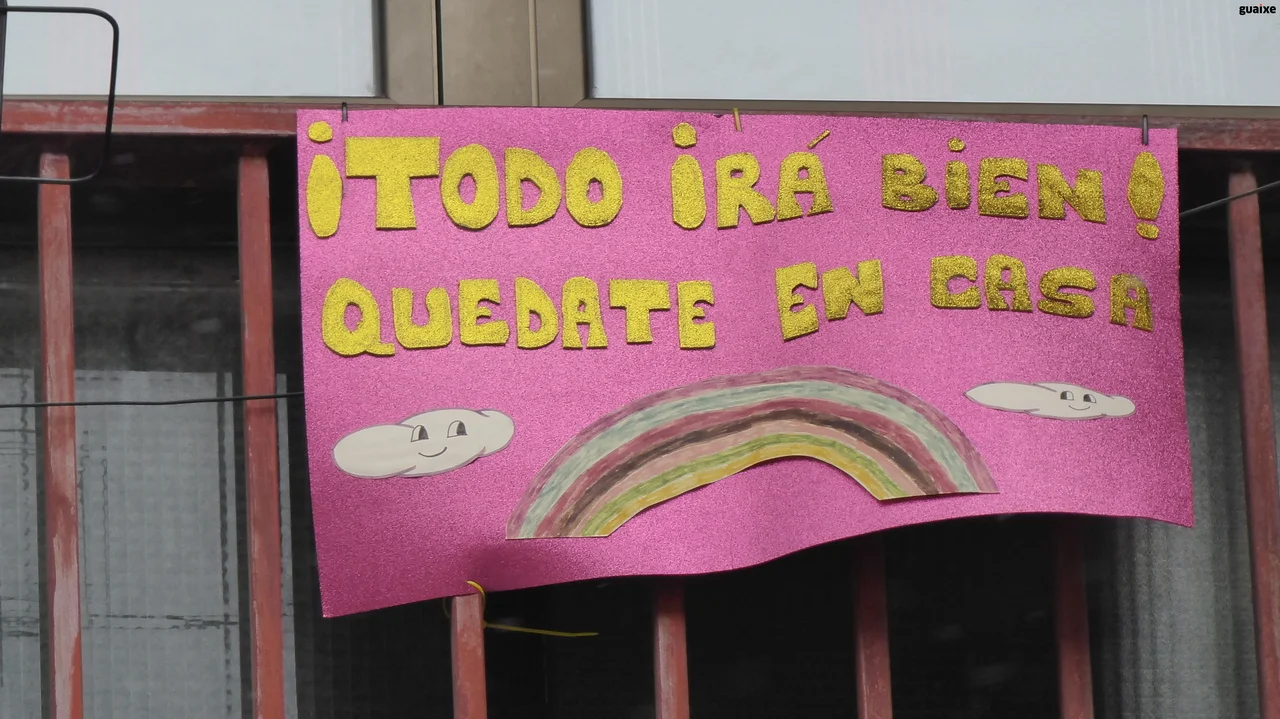 guaixe
¡TODO iRÁ BiEN!
QUEDATE EN CASA